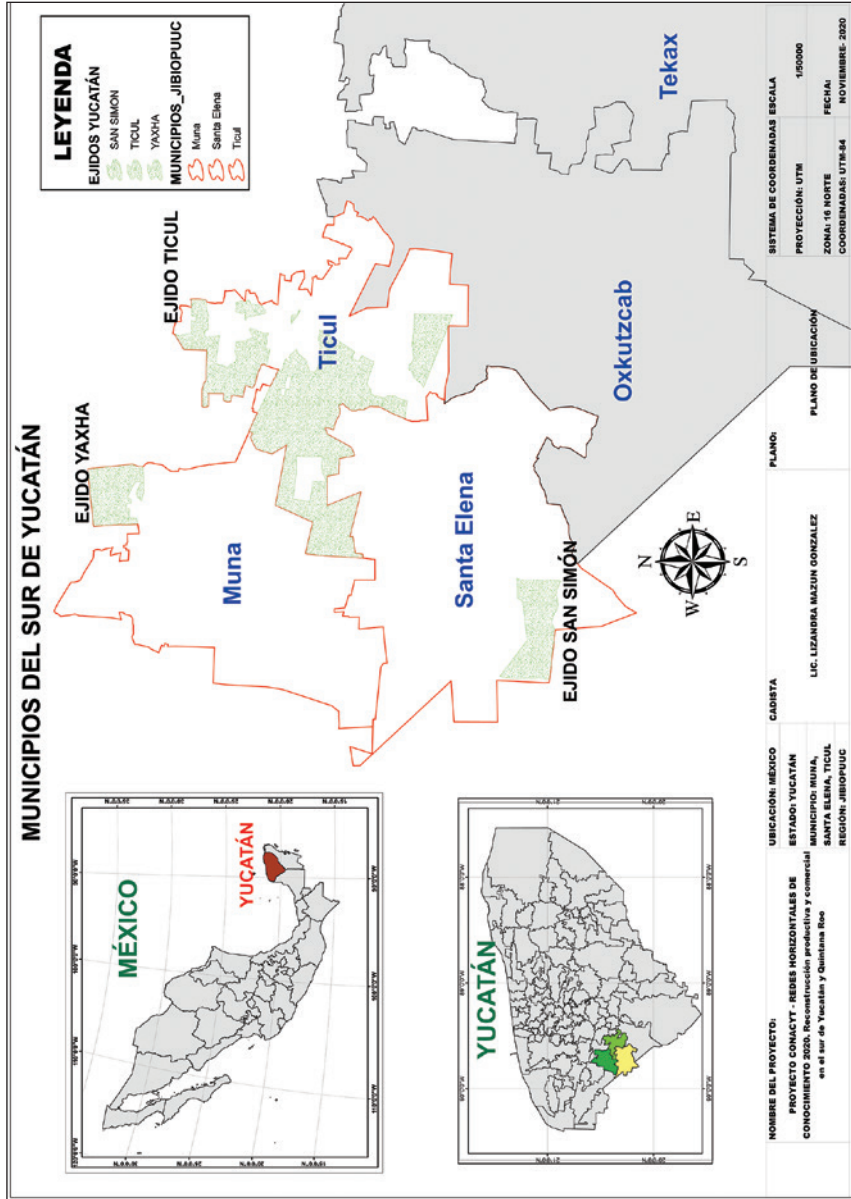 MUNICIPIOS DEL SUR DE YUCATÁN
MÉXICO
YUCATÁN
YUCATÁN
EJIDO YAXHA
EJIDO TICUL
Muna
Ticul
Santa Elena
EJIDO SAN SIMÓN
Oxkutzcab
Tekax
N
W
E
S
LEYENDA
EJIDOS YUCATÁN
SAN SIMON
TICUL
YAXHA
MUNICIPIOS_JIBIOPUUC
Muna
Santa Elena
Ticul
NOMBRE DEL PROYECTO:
PROYECTO CONACYT - REDES HORIZONTALES DE
CONOCIMIENTO 2020. Reconstrucción productiva y comercial
en el sur de Yucatán y Quintana Roo
UBICACIÓN: MÉXICO
ESTADO: YUCATÁN
MUNICIPIO: MUNA,
SANTA ELENA, TICUL
REGIÓN: JIBIOPUUC
CADISTA
LIC. LIZANDRA MAZUN GONZALEZ
PLANO:
PLANO DE UBICACIÓN
SISTEMA DE COORDENADAS
PROYECCIÓN: UTM
ZONA: 16 NORTE
COORDENADAS: UTM-84
ESCALA
1/50000
FECHA:
NOVIEMBRE- 2020